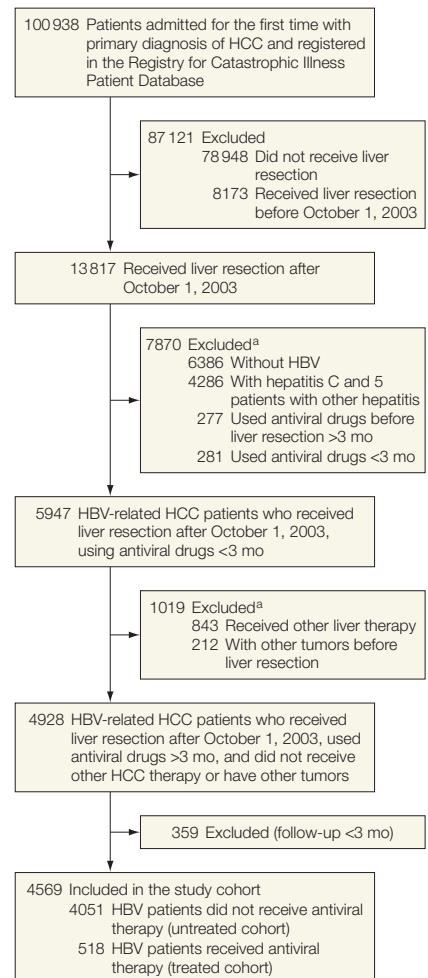 100938 Patients admitted for the first time with
primary diagnosis of HCC and registered
in the Registry for Catastrophic Illness
Patient Database
87121 Excluded
78948 Did not receive liver
resection
8173 Received liver resection
before October 1, 2003
13817 Received liver resection after
October 1, 2003
7870 Excludedᵃ
6386 Without HBV
4286 With hepatitis C and 5
patients with other hepatitis
277 Used antiviral drugs before
liver resection >3 mo
281 Used antiviral drugs <3 mo
5947 HBV-related HCC patients who received
liver resection after October 1, 2003,
using antiviral drugs <3 mo
1019 Excludedᵃ
843 Received other liver therapy
212 With other tumors before
liver resection
4928 HBV-related HCC patients who received
liver resection after October 1, 2003, used
antiviral drugs >3 mo, and did not receive
other HCC therapy or have other tumors
359 Excluded (follow-up <3 mo)
4569 Included in the study cohort
4051 HBV patients did not receive antiviral
therapy (untreated cohort)
518 HBV patients received antiviral
therapy (treated cohort)